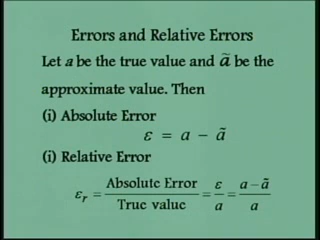 Errors and Relative Errors
Let a be the true value and ã be the
approximate value. Then
(i) Absolute Error
ε = a − ã
(i) Relative Error
εᵣ = Absolute Error / True value = ε / a = a − ã / a